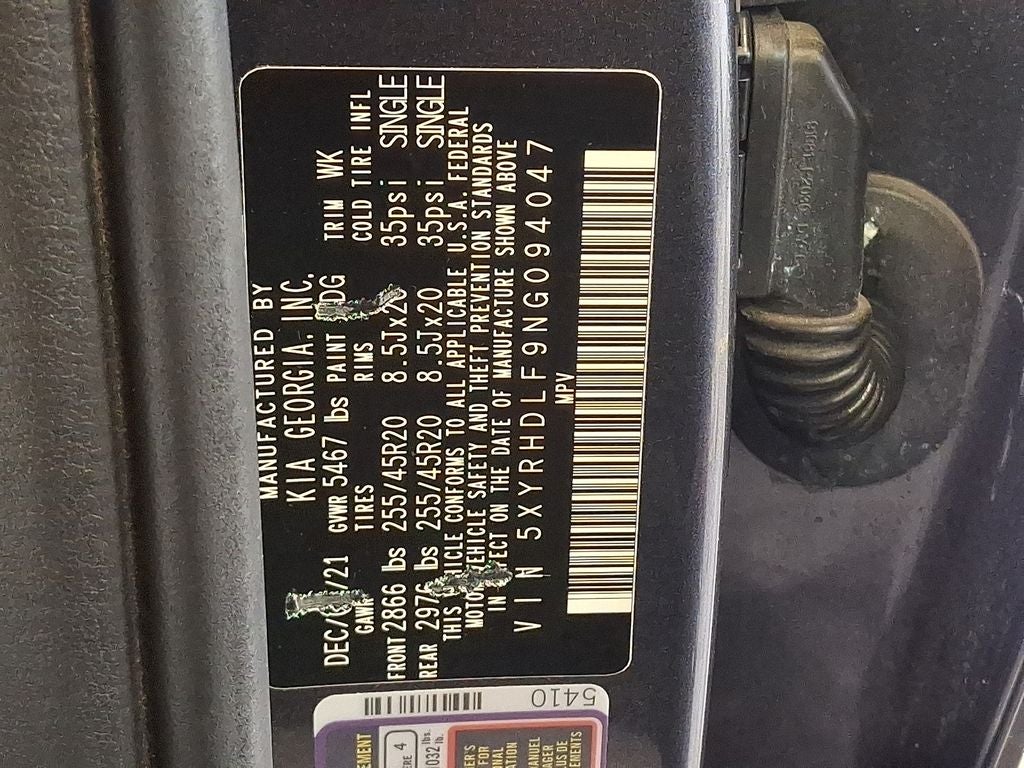 MANUFACTURED BY
KIA GEORGIA, INC.
GVWR 5467 lbs PAINT TRIM WK
GAWR TIRES RIMS COLD TIRE INFL
FRONT 2866 lbs 255/45R20 8.5Jx20 35psi SINGLE
REAR lbs 255/45R20 8.5Jx20 35psi SINGLE
THIS CONFORMS TO ALL APPLICABLE U.S.A. FEDERAL
MOTOR VEHICLE SAFETY AND THEFT PREVENTION STANDARDS
IN EFFECT ON THE DATE OF MANUFACTURE SHOWN ABOVE
VIN 5XYRHDLF9NG094047
MPV
5410
4